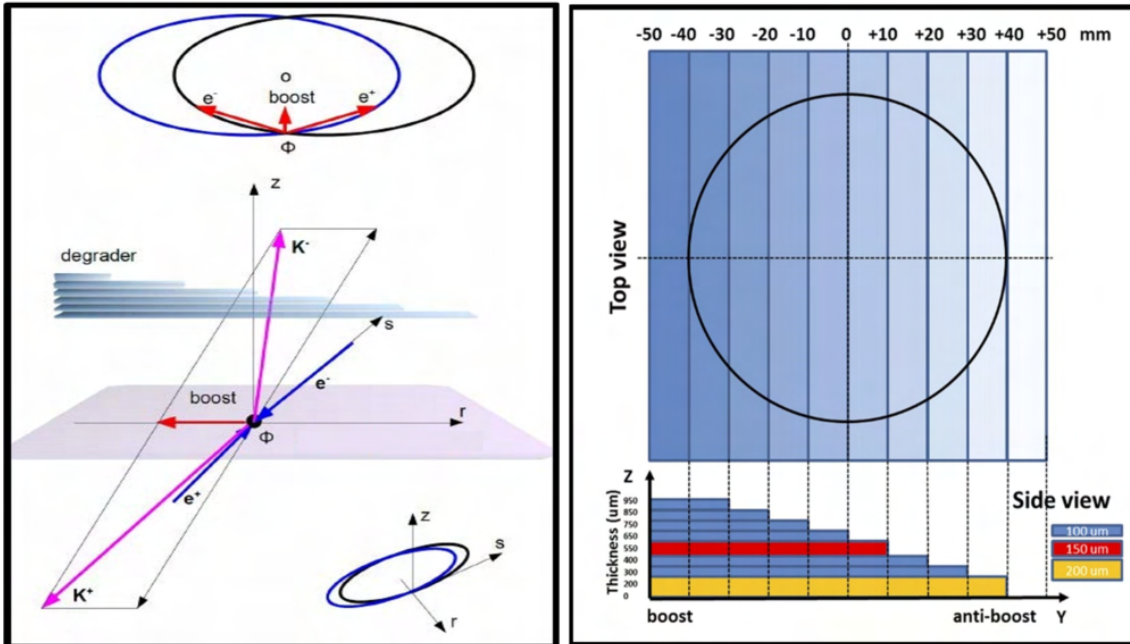 o
e- boost e+
Φ
z
K-
degrader
s
e-
boost
r
Φ
e+
z
s
K+
r
-50 -40 -30 -20 -10 0 +10 +20 +30 +40 +50 mm
Top view
Z
Side view
Thickness (um)
950
850
750
650
550
400
300
200
0
100 um
150 um
200 um
boost anti-boost Y